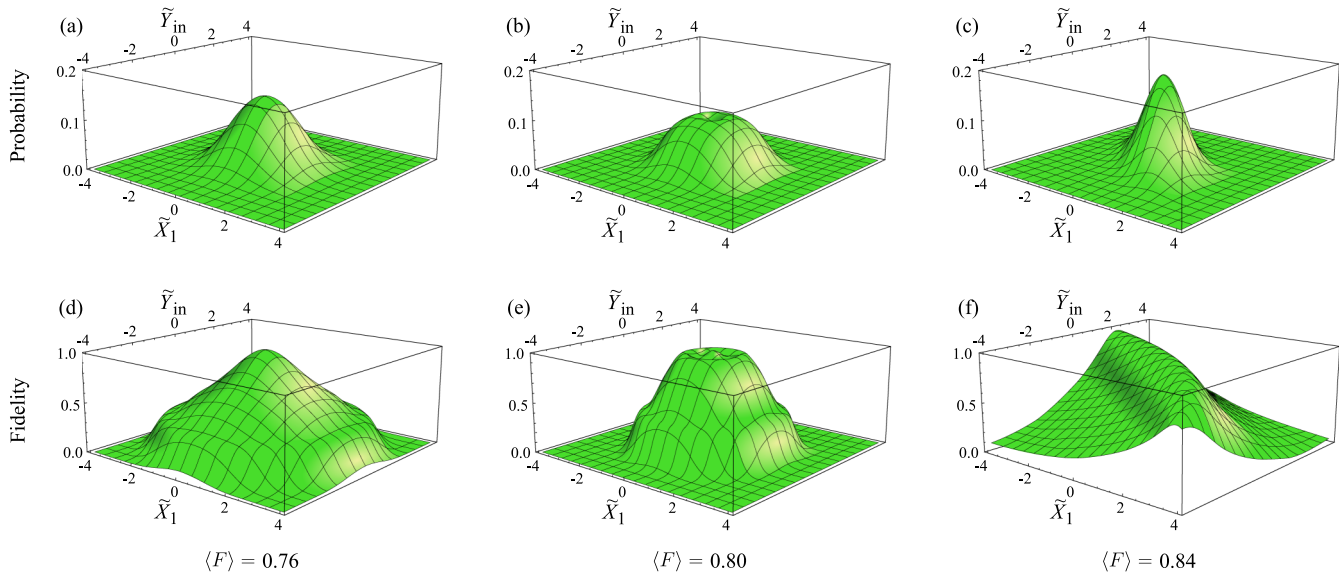 (a)
Ỹin
-4 -2 0 2 4
0.2
0.1
0.0
Probability
-4 -2 0 2 4
X̃1
(b)
Ỹin
-4 -2 0 2 4
0.2
0.1
0.0
-4 -2 0 2 4
X̃1
(c)
Ỹin
-4 -2 0 2 4
0.2
0.1
0.0
-4 -2 0 2 4
X̃1
(d)
Ỹin
-4 -2 0 2 4
1.0
0.5
0.0
Fidelity
-4 -2 0 2 4
X̃1
⟨F⟩ = 0.76
(e)
Ỹin
-4 -2 0 2 4
1.0
0.5
0.0
-4 -2 0 2 4
X̃1
⟨F⟩ = 0.80
(f)
Ỹin
-4 -2 0 2 4
1.0
0.5
0.0
-4 -2 0 2 4
X̃1
⟨F⟩ = 0.84